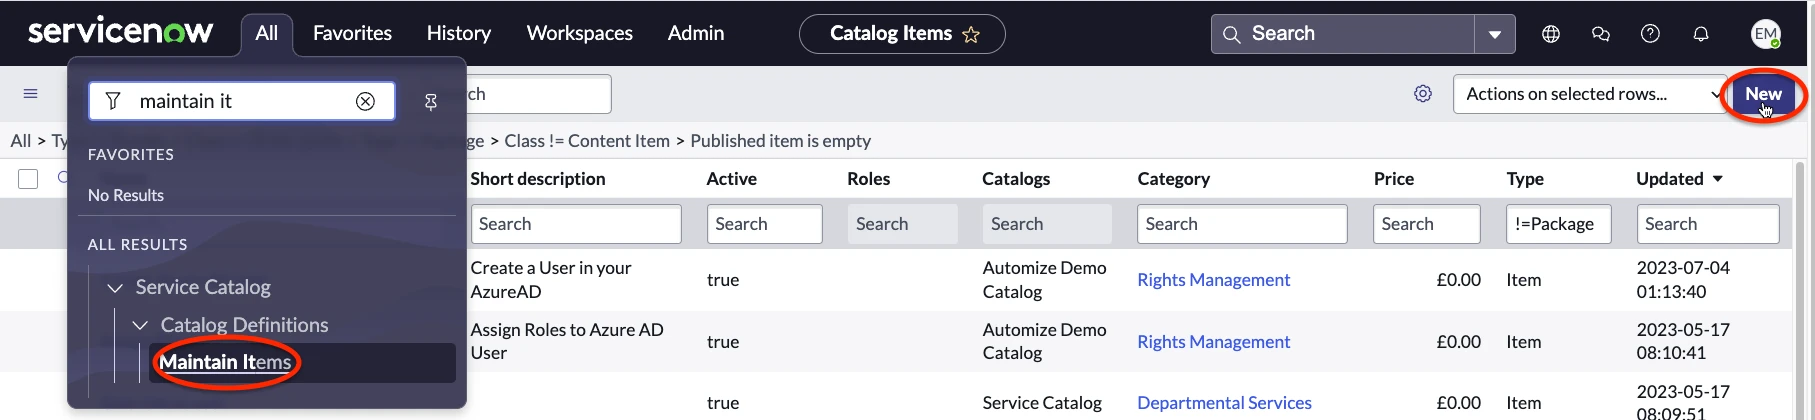 servicenow All Favorites History Workspaces Admin Catalog Items Search EM
maintain it ch Actions on selected rows... New
All > Ty > Class != Content Item > Published item is empty
FAVORITES
No Results
ALL RESULTS
Service Catalog
Catalog Definitions
Maintain Items
Short description Active Roles Catalogs Category Price Type Updated
Search Search Search Search Search Search !=Package Search
Create a User in your AzureAD true Automize Demo Catalog Rights Management £0.00 Item 2023-07-04 01:13:40
Assign Roles to Azure AD User true Automize Demo Catalog Rights Management £0.00 Item 2023-05-17 08:10:41
true Service Catalog Departmental Services £0.00 Item 2023-05-17 08:09:51